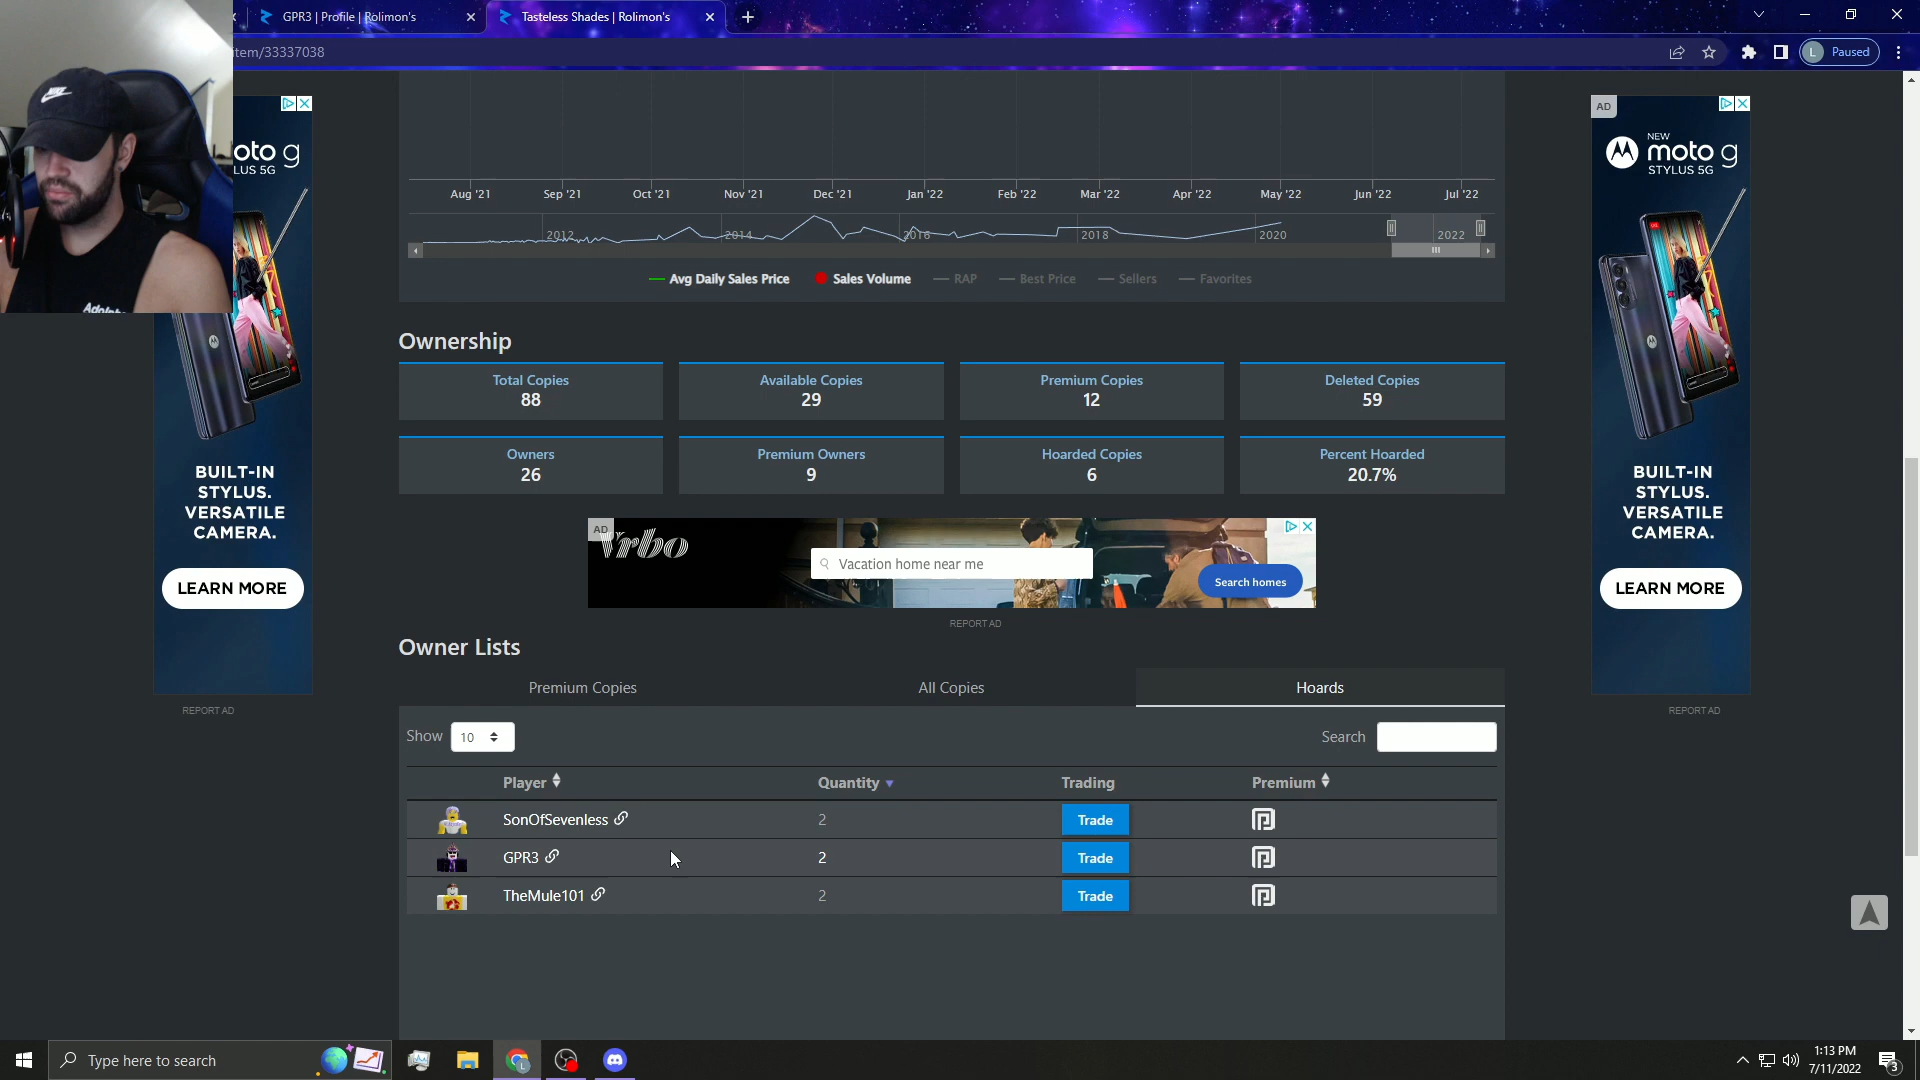 GPR3 | Profile | Rolimon's
Tasteless Shades | Rolimon's
item/33337038
L
Paused
oto g
LUS 5G
BUILT-IN
STYLUS.
VERSATILE
CAMERA.
LEARN MORE
REPORT AD
AD
NEW
moto g
STYLUS 5G
BUILT-IN
STYLUS.
VERSATILE
CAMERA.
LEARN MORE
REPORT AD
Aug '21 Sep '21 Oct '21 Nov '21 Dec '21 Jan '22 Feb '22 Mar '22 Apr '22 May '22 Jun '22 Jul '22
2012 2014 2016 2018 2020 2022
Avg Daily Sales Price Sales Volume RAP Best Price Sellers Favorites
Ownership
Total Copies Available Copies Premium Copies Deleted Copies
88 29 12 59
Owners Premium Owners Hoarded Copies Percent Hoarded
26 9 6 20.7%
AD
Vrbo
Vacation home near me
Search homes
REPORT AD
Owner Lists
Premium Copies All Copies Hoards
Show 10 Search
Player Quantity Trading Premium
SonOfSevenless 2 Trade
GPR3 2 Trade
TheMule101 2 Trade
Type here to search
1:13 PM
7/11/2022
3